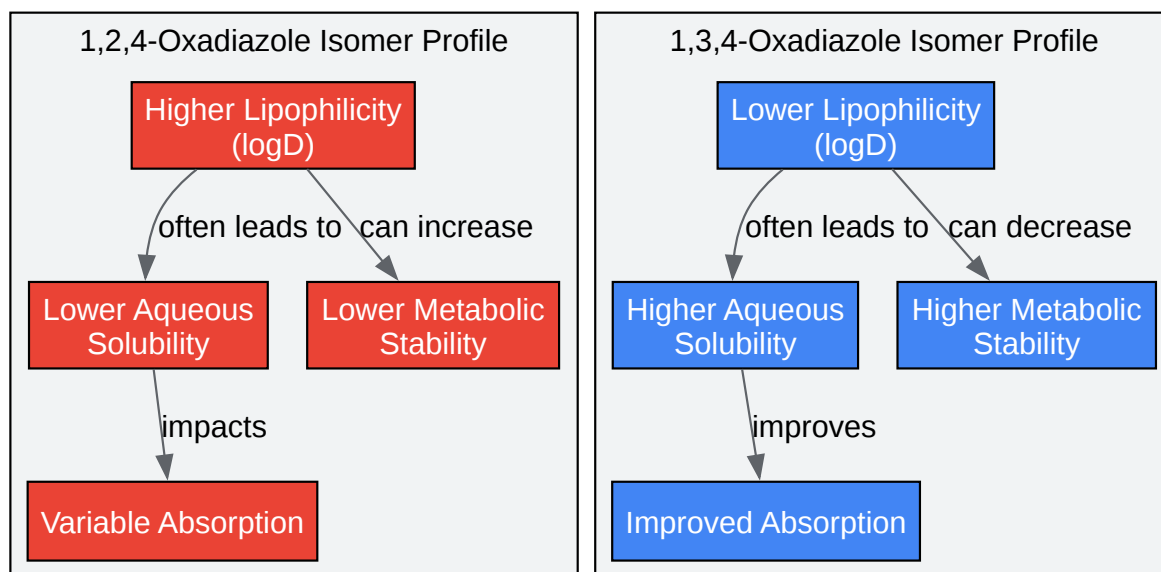 1,2,4-Oxadiazole Isomer Profile
Higher Lipophilicity
(logD)
often leads to
can increase
Lower Aqueous
Solubility
Lower Metabolic
Stability
impacts
Variable Absorption
1,3,4-Oxadiazole Isomer Profile
Lower Lipophilicity
(logD)
often leads to
can decrease
Higher Aqueous
Solubility
Higher Metabolic
Stability
improves
Improved Absorption